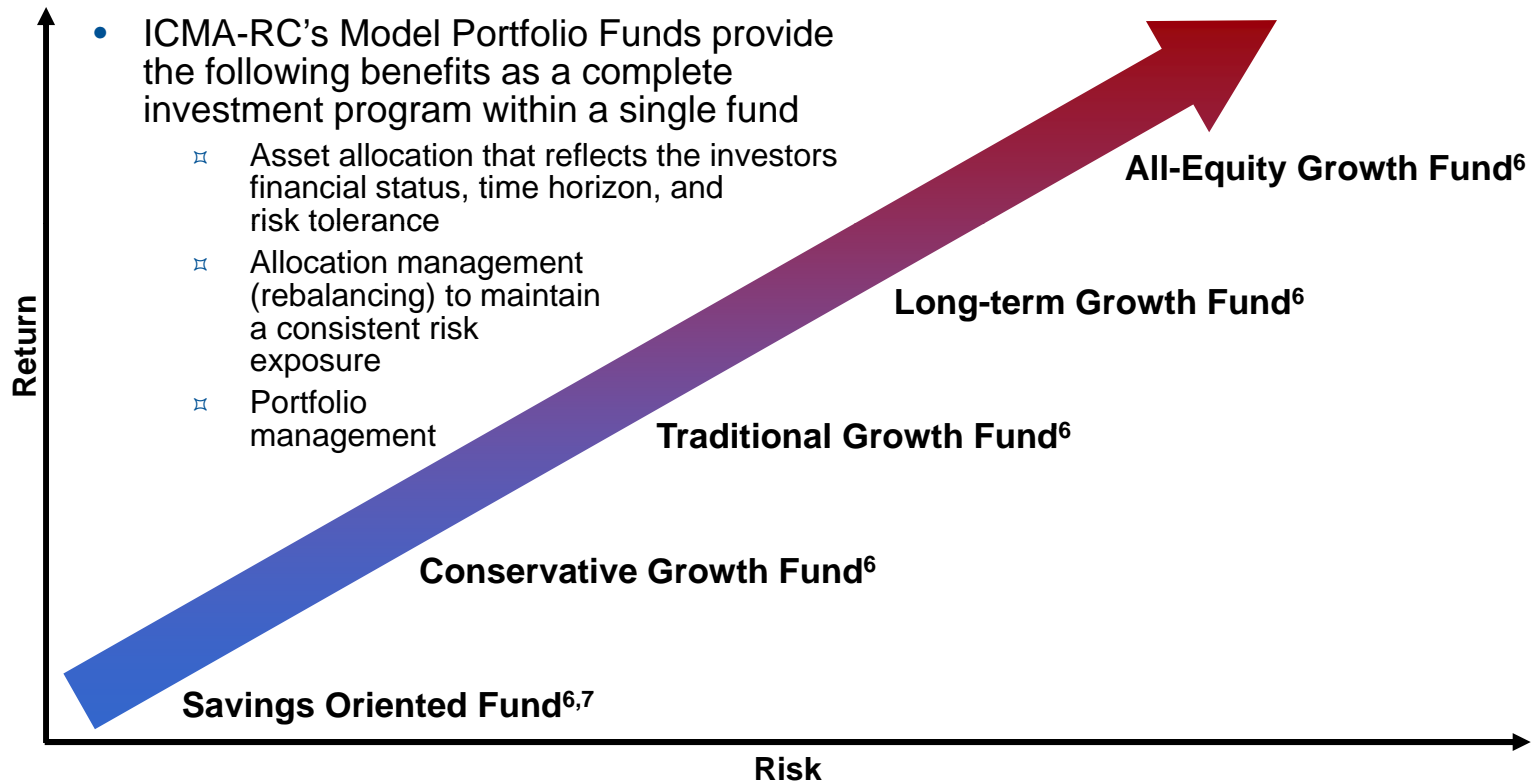 • ICMA-RC's Model Portfolio Funds provide
the following benefits as a complete
investment program within a single fund
¤ Asset allocation that reflects the investors
financial status, time horizon, and
risk tolerance
¤ Allocation management
(rebalancing) to maintain
a consistent risk
exposure
¤ Portfolio
management
All-Equity Growth Fund⁶
Long-term Growth Fund⁶
Traditional Growth Fund⁶
Conservative Growth Fund⁶
Savings Oriented Fund⁶,⁷
Return
Risk